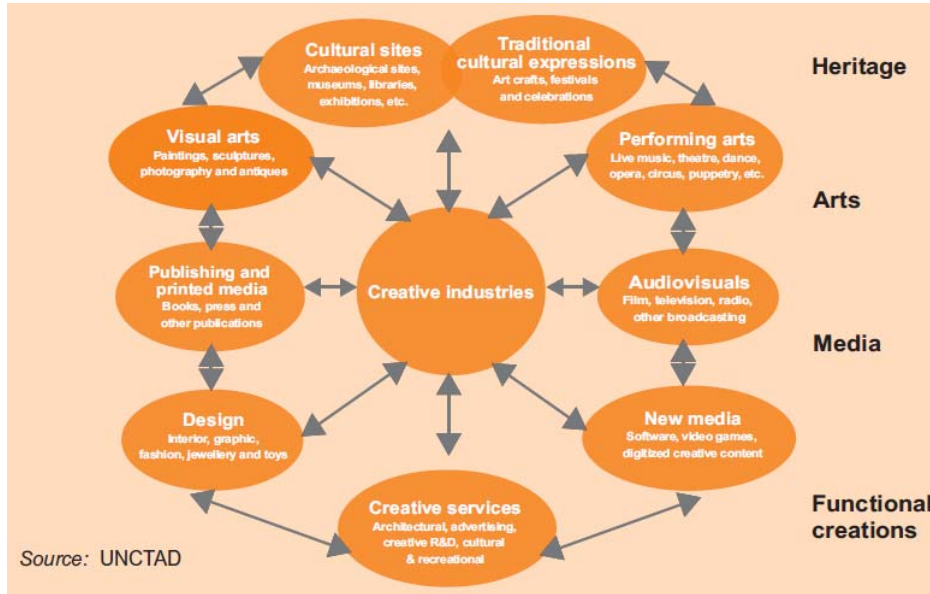 Cultural sites
Archaeological sites,
museums, libraries,
exhibitions, etc.
Traditional
cultural expressions
Art crafts, festivals
and celebrations
Heritage
Visual arts
Paintings, sculptures,
photography and antiques
Performing arts
Live music, theatre, dance,
opera, circus, puppetry, etc.
Arts
Publishing and
printed media
Books, press and
other publications
Creative industries
Audiovisuals
Film, television, radio,
other broadcasting
Media
Design
Interior, graphic,
fashion, jewellery and toys
New media
Software, video games,
digitized creative content
Creative services
Architectural, advertising,
creative R&D, cultural
& recreational
Functional
creations
Source: UNCTAD